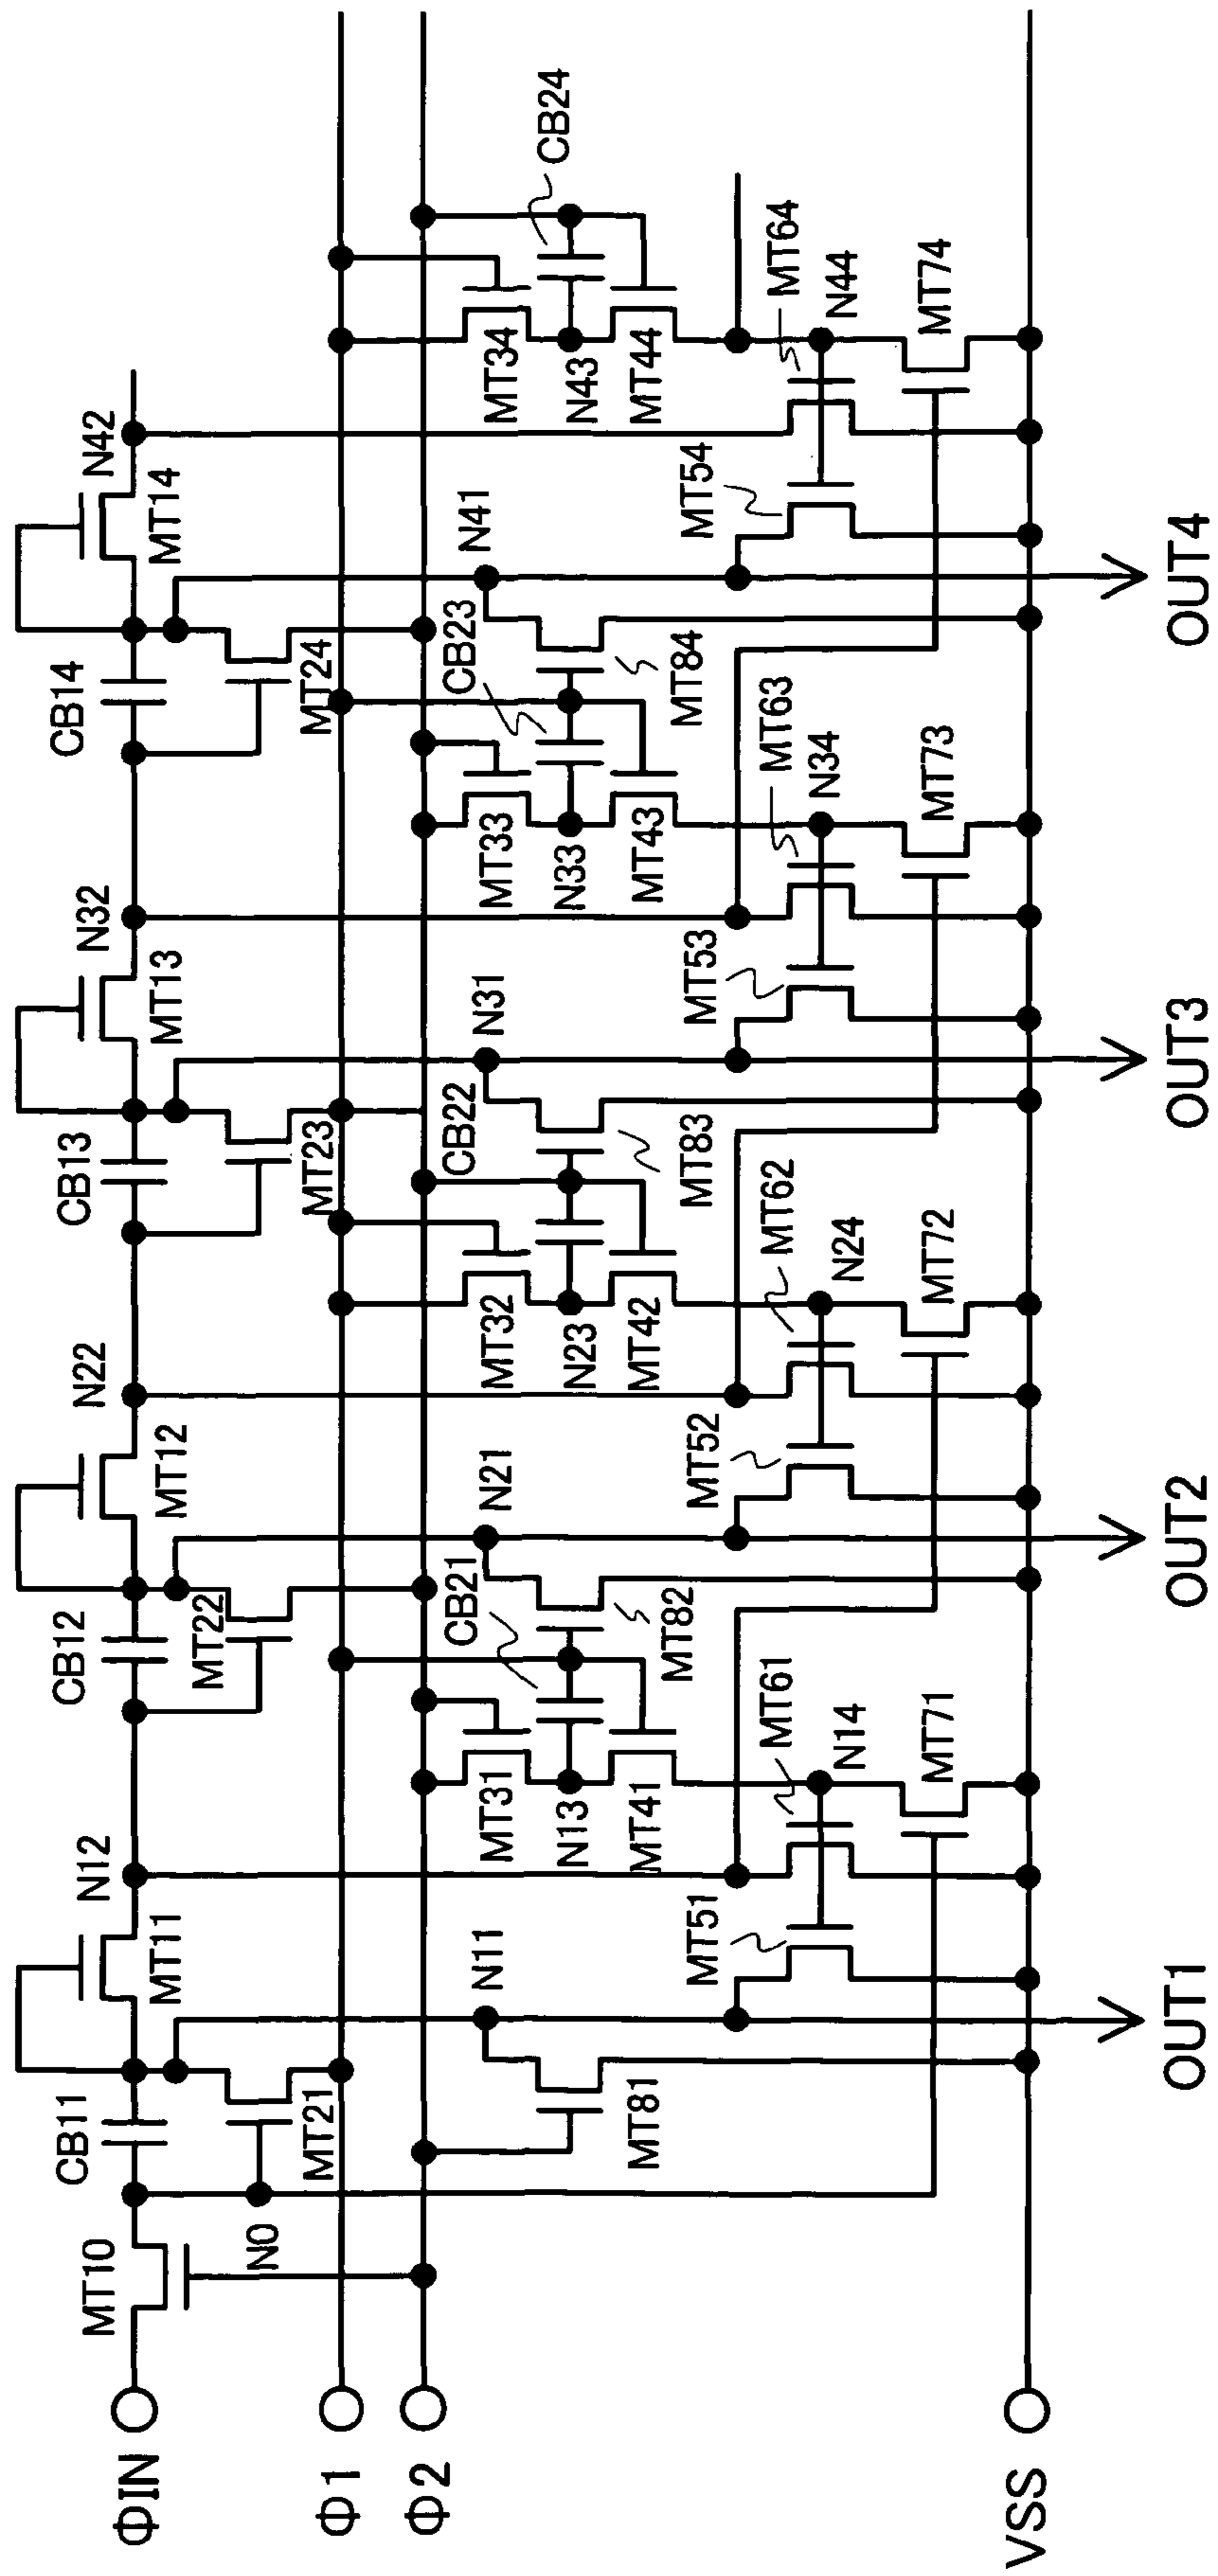 ΦIN
Φ1
Φ2
VSS
MT10
N0
CB11
MT21
MT11
N12
CB12
MT22
MT12
N22
CB13
MT23
MT13
N32
CB14
MT24
MT14
N42
MT81
N11
MT31
N13
MT41
CB21
MT82
N21
MT32
N23
MT42
CB22
MT83
N31
MT33
N33
MT43
CB23
MT84
N41
MT34
N43
MT44
CB24
MT51
MT61
N14
MT71
MT52
MT62
N24
MT72
MT53
MT63
N34
MT73
MT54
MT64
N44
MT74
OUT1
OUT2
OUT3
OUT4